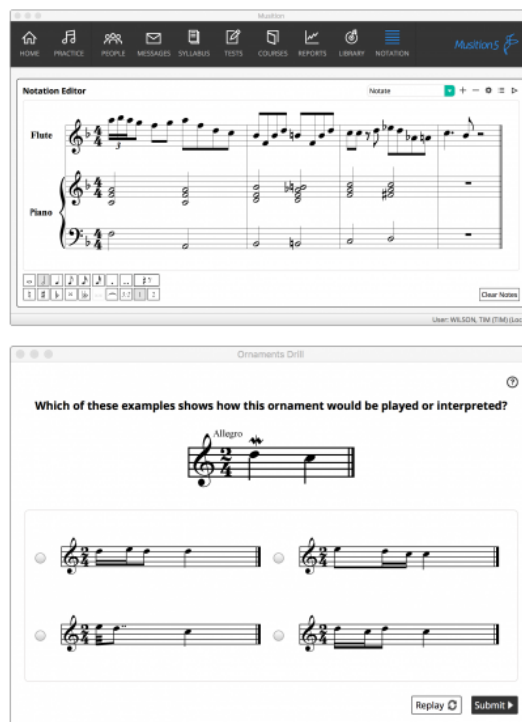 Musition
HOME PRACTICE PEOPLE MESSAGES SYLLABUS TESTS COURSES REPORTS LIBRARY NOTATION Musition5
Notation Editor Notate
Flute
3
Piano
Clear Notes
User: WILSON, TIM (TIM) (Loc
Ornaments Drill
Which of these examples shows how this ornament would be played or interpreted?
Allegro
Replay Submit